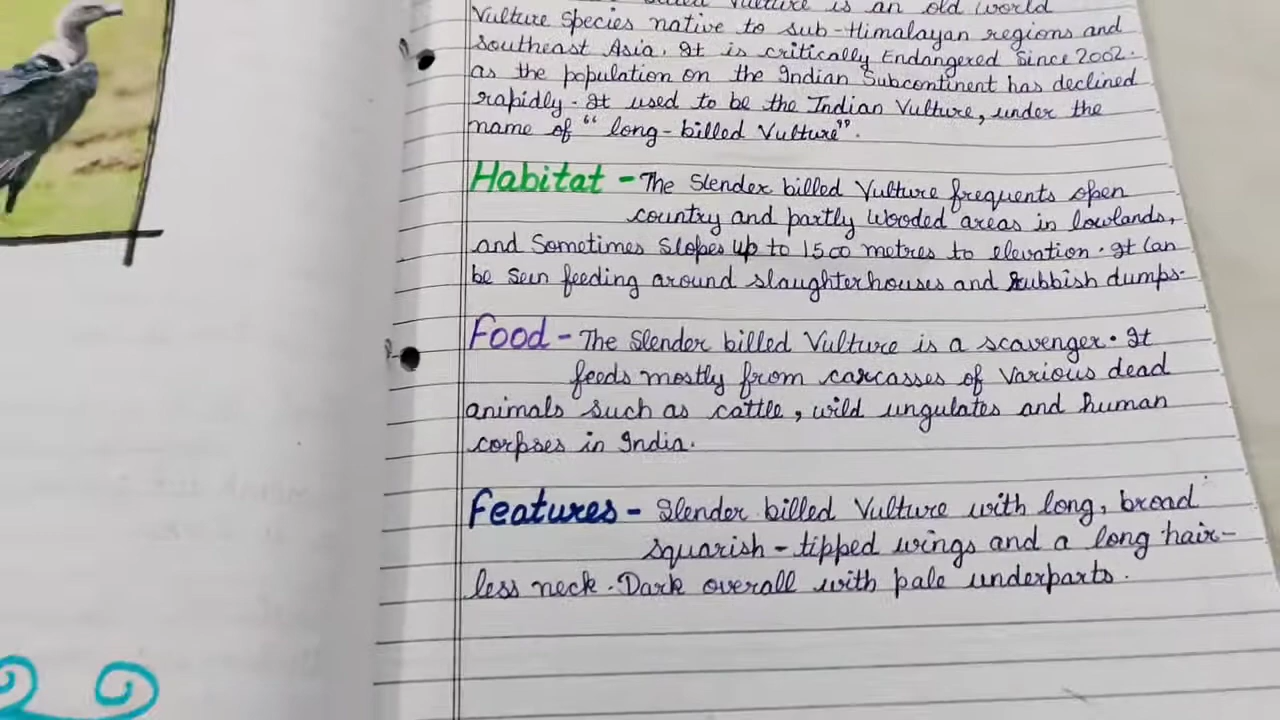 billed Vulture is an old world
Vulture Species native to sub-Himalayan regions and
Southeast Asia. It is critically Endangered Since 2002.
as the population on the Indian Subcontinent has declined
rapidly. It used to be the Indian Vulture, under the
name of "long-billed Vulture".
Habitat - The Slender billed Vulture frequents open
country and partly wooded areas in lowlands,
and Sometimes Slopes up to 1500 metres to elevation. It Can
be seen feeding around slaughterhouses and rubbish dumps.
Food - The Slender billed Vulture is a scavenger. It
feeds mostly from carcasses of various dead
animals such as cattle, wild ungulates and human
corpses in India.
Features - Slender billed Vulture with long, broad
squarish-tipped wings and a long hair-
less neck. Dark overall with pale underparts.